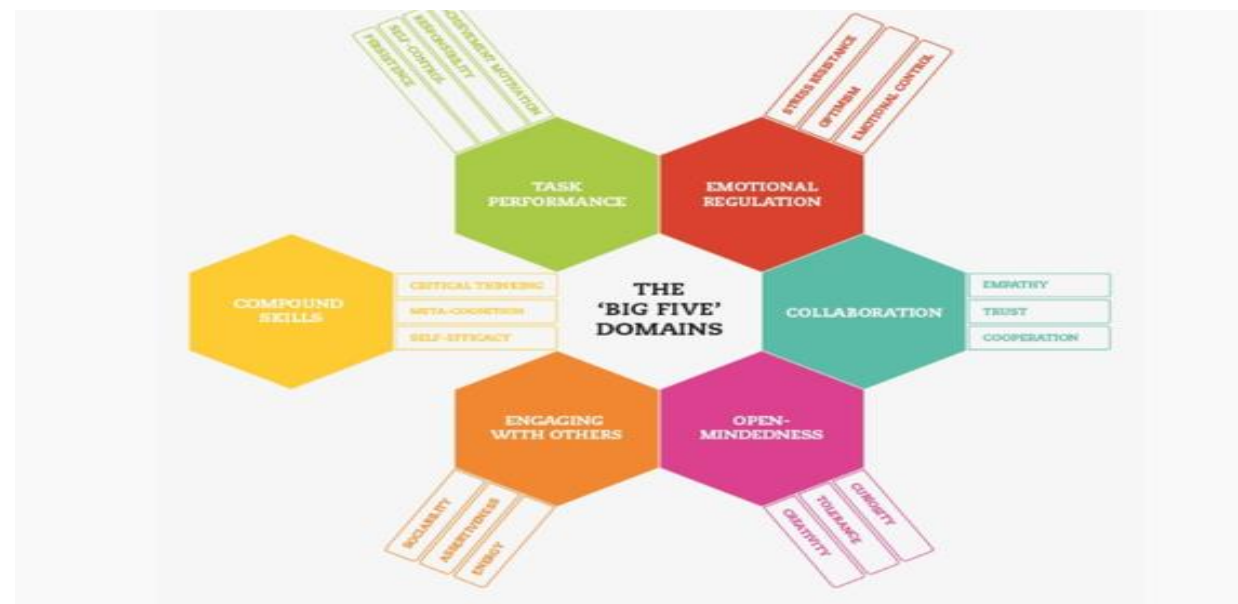 PERSISTENCE
SELF-CONTROL
RESPONSIBILITY
MOTIVATION
STRESS RESISTANCE
OPTIMISM
EMOTIONAL CONTROL
TASK
PERFORMANCE
EMOTIONAL
REGULATION
COMPOUND
SKILLS
CRITICAL THINKING
META-COGNITION
SELF-EFFICACY
THE
‘BIG FIVE’
DOMAINS
COLLABORATION
EMPATHY
TRUST
COOPERATION
ENGAGING
WITH OTHERS
OPEN-
MINDEDNESS
SOCIABILITY
ASSERTIVENESS
ENERGY
CREATIVITY
TOLERANCE
CURIOSITY